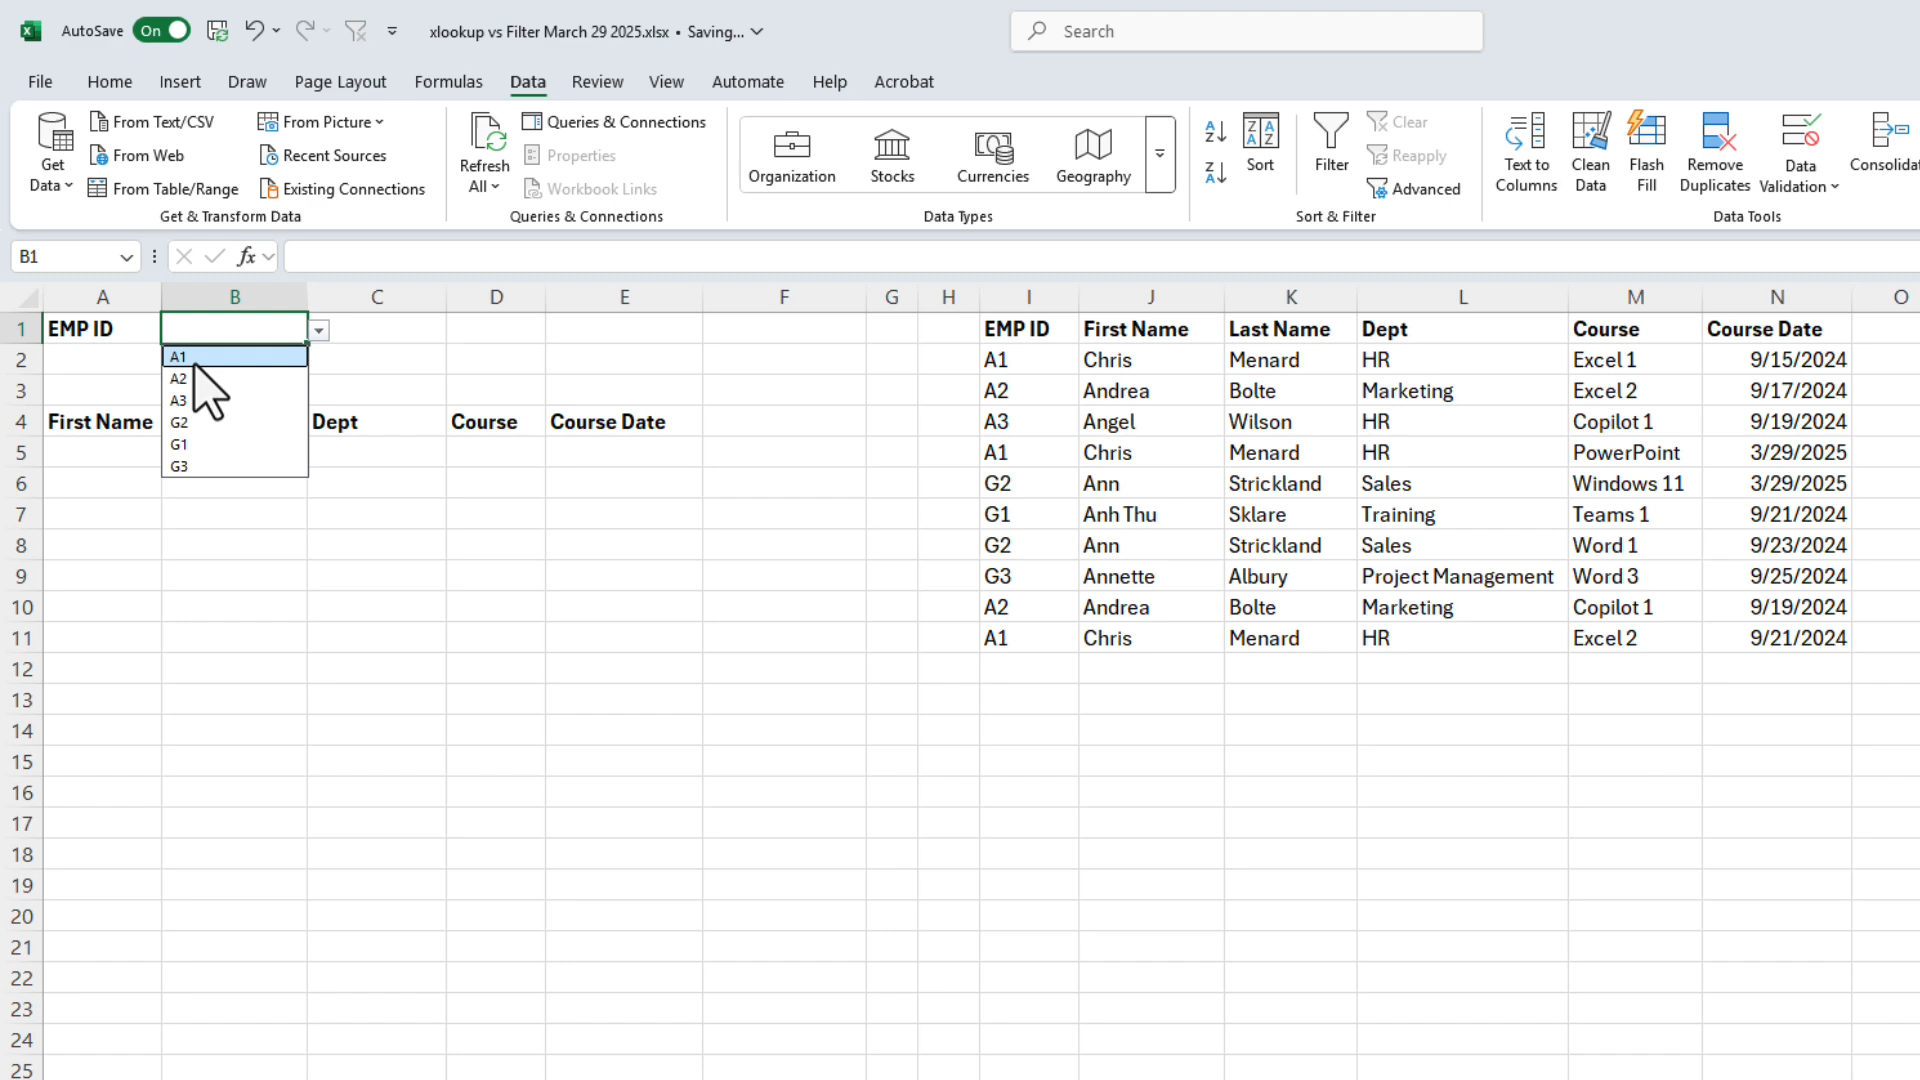 AutoSave On xlookup vs Filter March 29 2025.xlsx • Saving... Search
File Home Insert Draw Page Layout Formulas Data Review View Automate Help Acrobat
Get Data
From Text/CSV
From Web
From Table/Range
From Picture
Recent Sources
Existing Connections
Get & Transform Data
Refresh All
Queries & Connections
Properties
Workbook Links
Queries & Connections
Organization Stocks Currencies Geography
Data Types
Sort
Filter
Clear
Reapply
Advanced
Sort & Filter
Text to Columns
Clean Data
Flash Fill
Remove Duplicates
Data Validation
Consolidat
Data Tools
B1 fx
A B C D E F G H I J K L M N O
1 EMP ID EMP ID First Name Last Name Dept Course Course Date
2 A1 Chris Menard HR Excel 1 9/15/2024
3 A2 Andrea Bolte Marketing Excel 2 9/17/2024
4 First Name Dept Course Course Date A3 Angel Wilson HR Copilot 1 9/19/2024
5 A1 Chris Menard HR PowerPoint 3/29/2025
6 G2 Ann Strickland Sales Windows 11 3/29/2025
7 G1 Anh Thu Sklare Training Teams 1 9/21/2024
8 G2 Ann Strickland Sales Word 1 9/23/2024
9 G3 Annette Albury Project Management Word 3 9/25/2024
10 A2 Andrea Bolte Marketing Copilot 1 9/19/2024
11 A1 Chris Menard HR Excel 2 9/21/2024
12
13
14
15
16
17
18
19
20
21
22
23
24
25
A1
A2
A3
G2
G1
G3